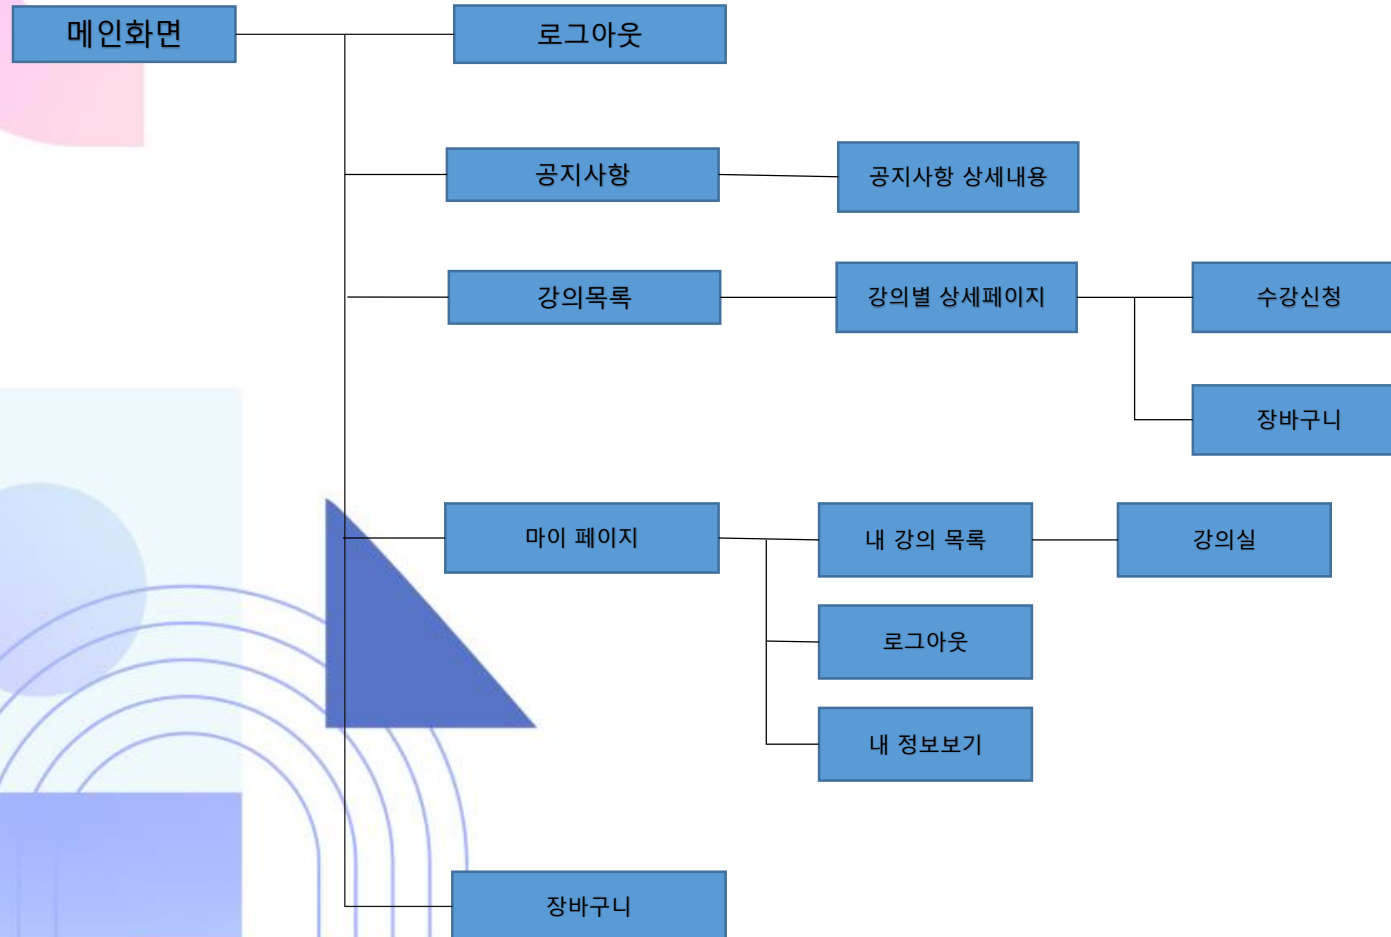 메인화면
로그아웃
공지사항
공지사항 상세내용
강의목록
강의별 상세페이지
수강신청
장바구니
마이 페이지
내 강의 목록
강의실
로그아웃
내 정보보기
장바구니